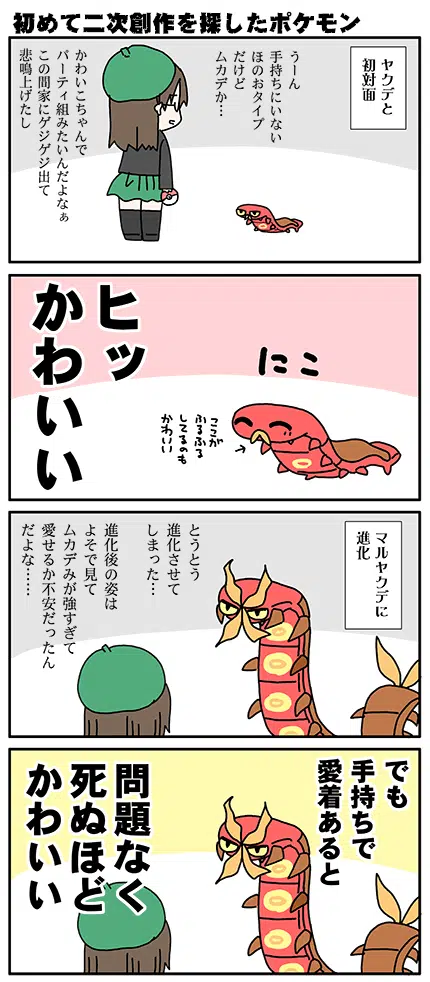 初めて二次創作を探したポケモン
ヤクデと
初対面
うーん
手持ちにいない
ほのおタイプ
だけど
ムカデか…
かわいこちゃんで
パーティ組みたいんだよなぁ
この間家にゲジゲジ出て
悲鳴上げたし
にこ
ここが
ふるふる
してるのも
かわいい
ヒッ
かわいい
マルヤクデに
進化
とうとう
進化させて
しまった…
進化後の姿は
よそで見て
ムカデみが強すぎて
愛せるか不安だったん
だよな……
でも
手持ちで
愛着あると
問題なく
死ぬほど
かわいい